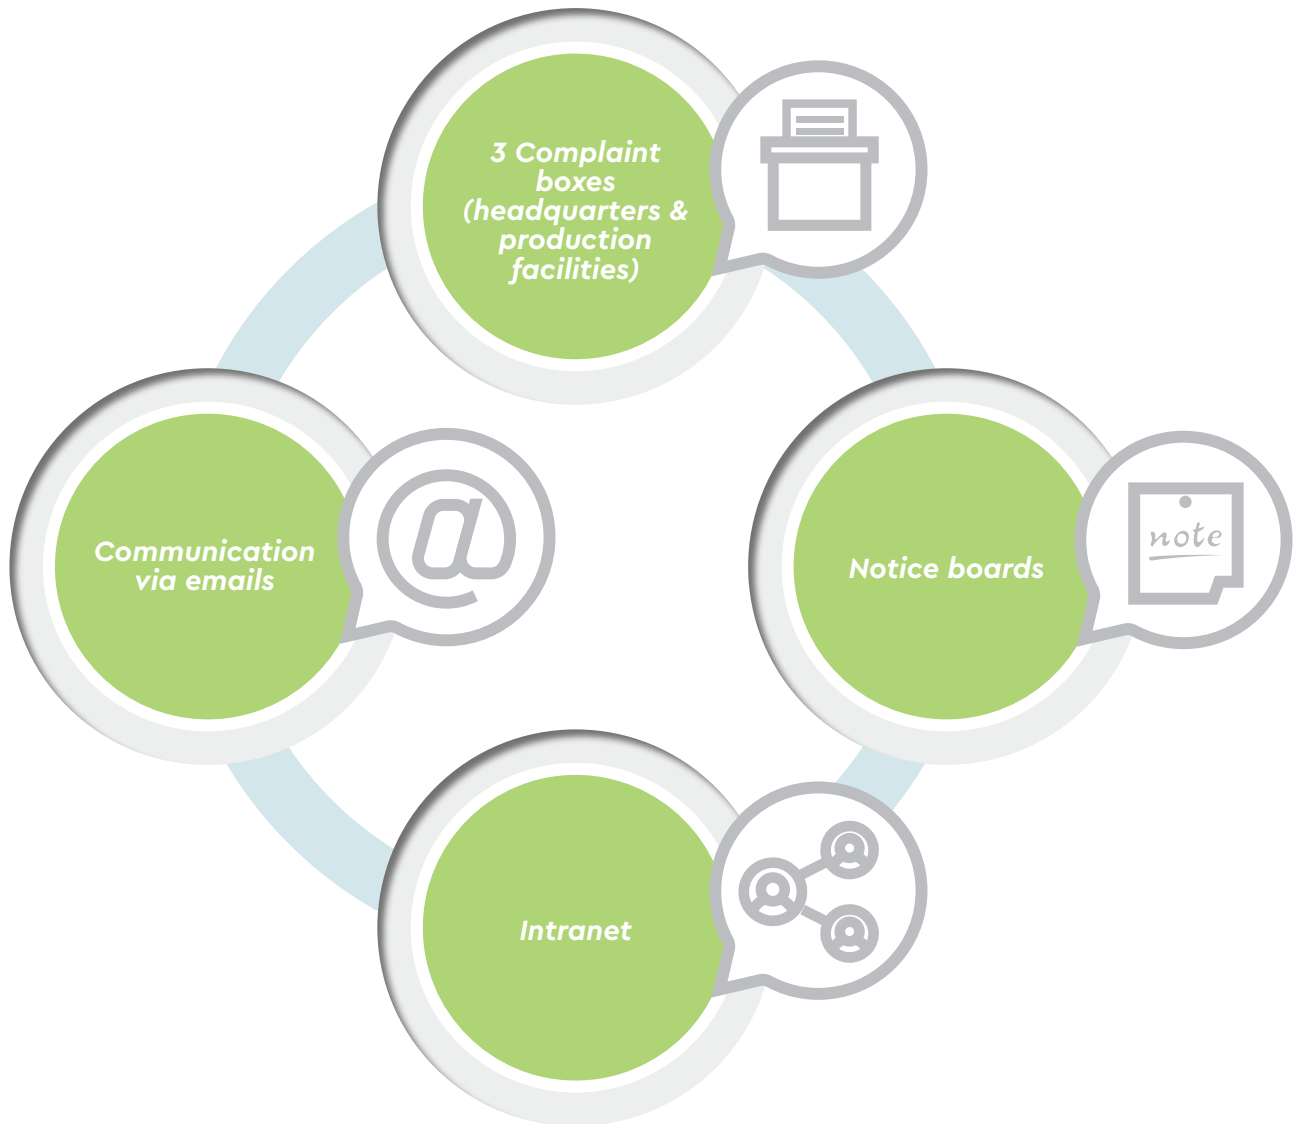 3 Complaint
boxes
(headquarters &
production
facilities)
Communication
via emails
@
Notice boards
note
Intranet